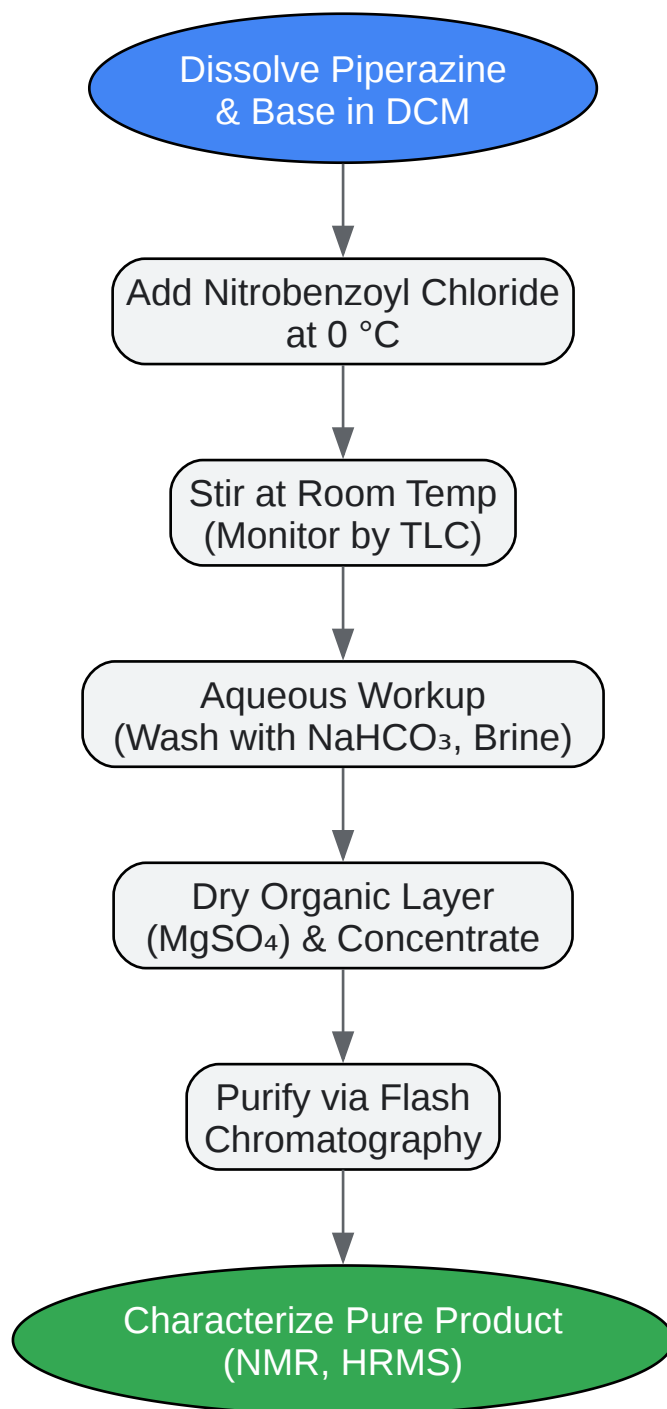 Dissolve Piperazine
& Base in DCM
Add Nitrobenzoyl Chloride
at 0 °C
Stir at Room Temp
(Monitor by TLC)
Aqueous Workup
(Wash with NaHCO₃, Brine)
Dry Organic Layer
(MgSO₄) & Concentrate
Purify via Flash
Chromatography
Characterize Pure Product
(NMR, HRMS)